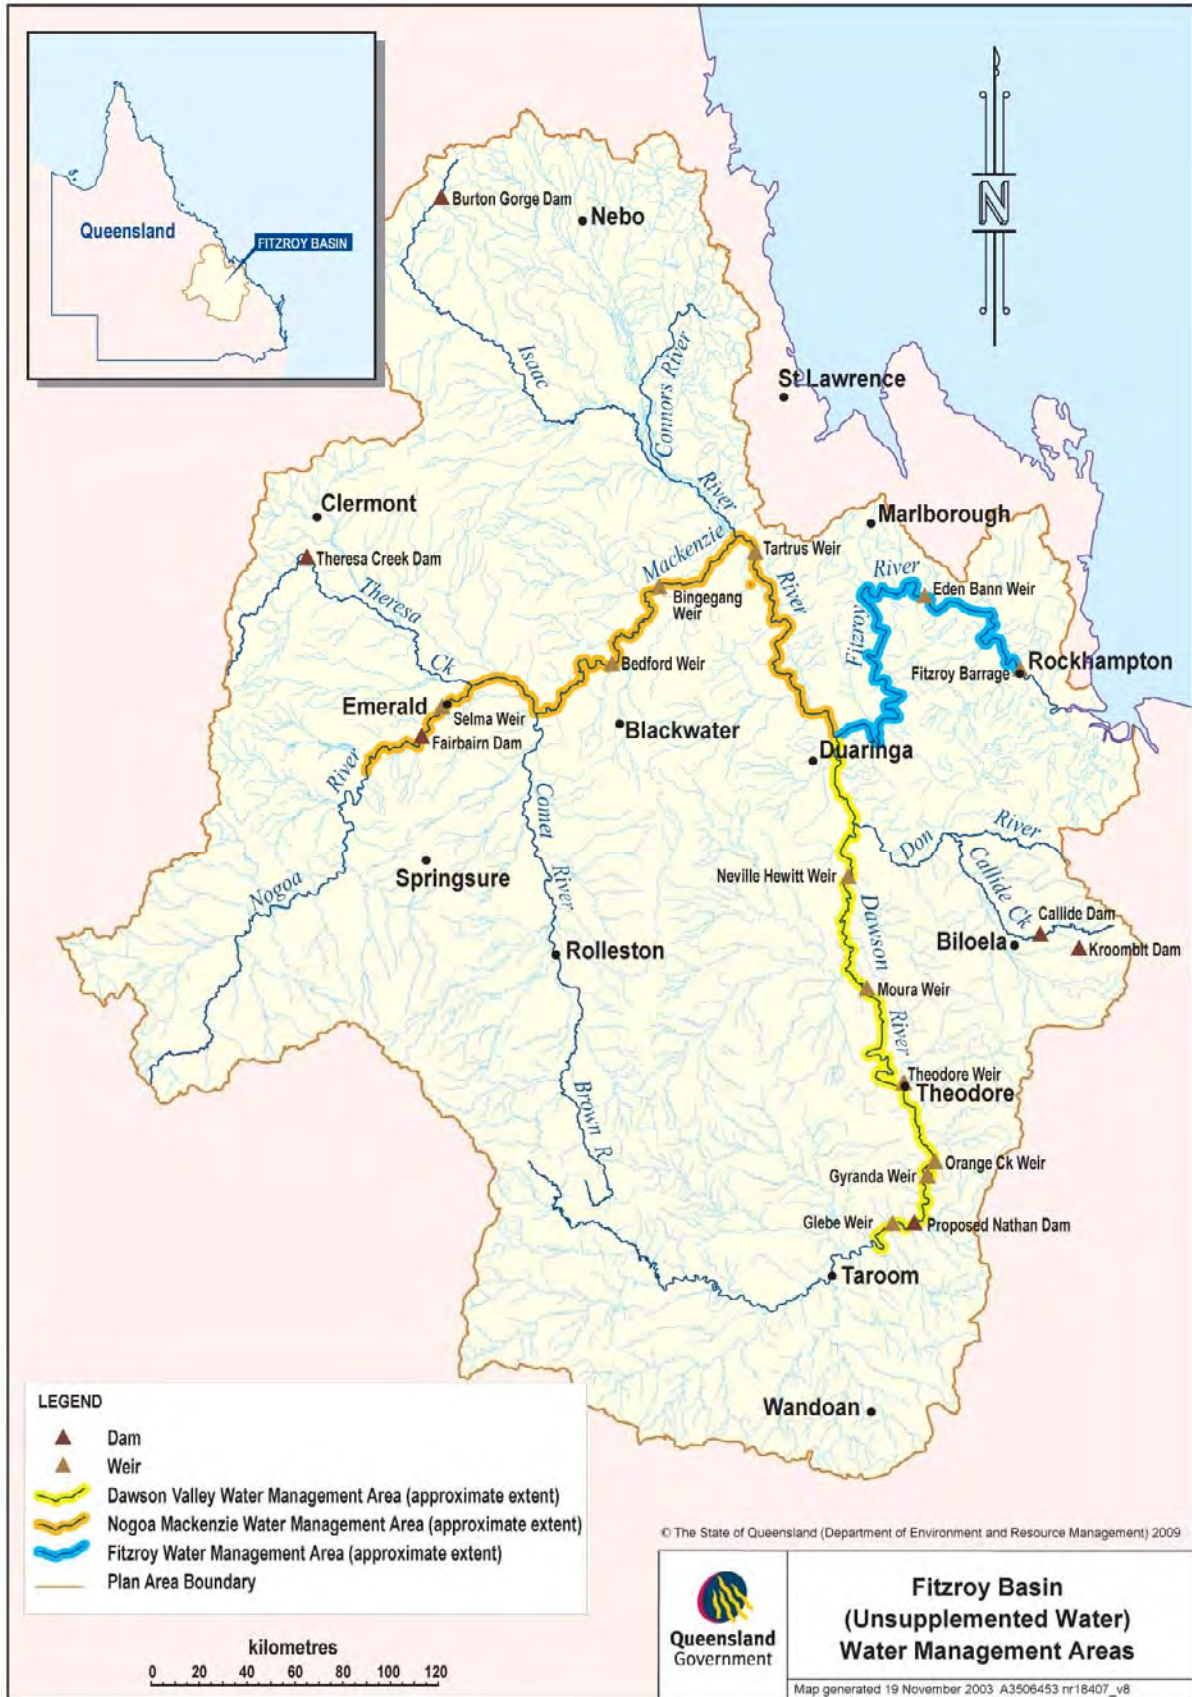 Queensland
FITZROY BASIN
N
Burton Gorge Dam
Nebo
Isaac
Connors River
St Lawrence
River
Clermont
Marlborough
Theresa Creek Dam
Mackenzie
Tartrus Weir
River
Theresa
Bingegang
Weir
River
Eden Bann Weir
Fitzroy
Ck
Bedford Weir
Rockhampton
Fitzroy Barrage
Emerald
Selma Weir
Blackwater
Fairbairn Dam
Duaringa
River
Comet
Don
River
Springsure
Nogoa
River
Neville Hewitt Weir
Callide Ck
Dawson
Callide Dam
Biloela
Kroombit Dam
Rolleston
Moura Weir
River
Theodore Weir
Theodore
Brown R
Orange Ck Weir
Gyranda Weir
Glebe Weir
Proposed Nathan Dam
Taroom
Wandoan
LEGEND
Dam
Weir
Dawson Valley Water Management Area (approximate extent)
Nogoa Mackenzie Water Management Area (approximate extent)
Fitzroy Water Management Area (approximate extent)
Plan Area Boundary
kilometres
0 20 40 60 80 100 120
© The State of Queensland (Department of Environment and Resource Management) 2009
Queensland
Government
Fitzroy Basin
(Unsupplemented Water)
Water Management Areas
Map generated 19 November 2003 A3506453 nr18407_v8